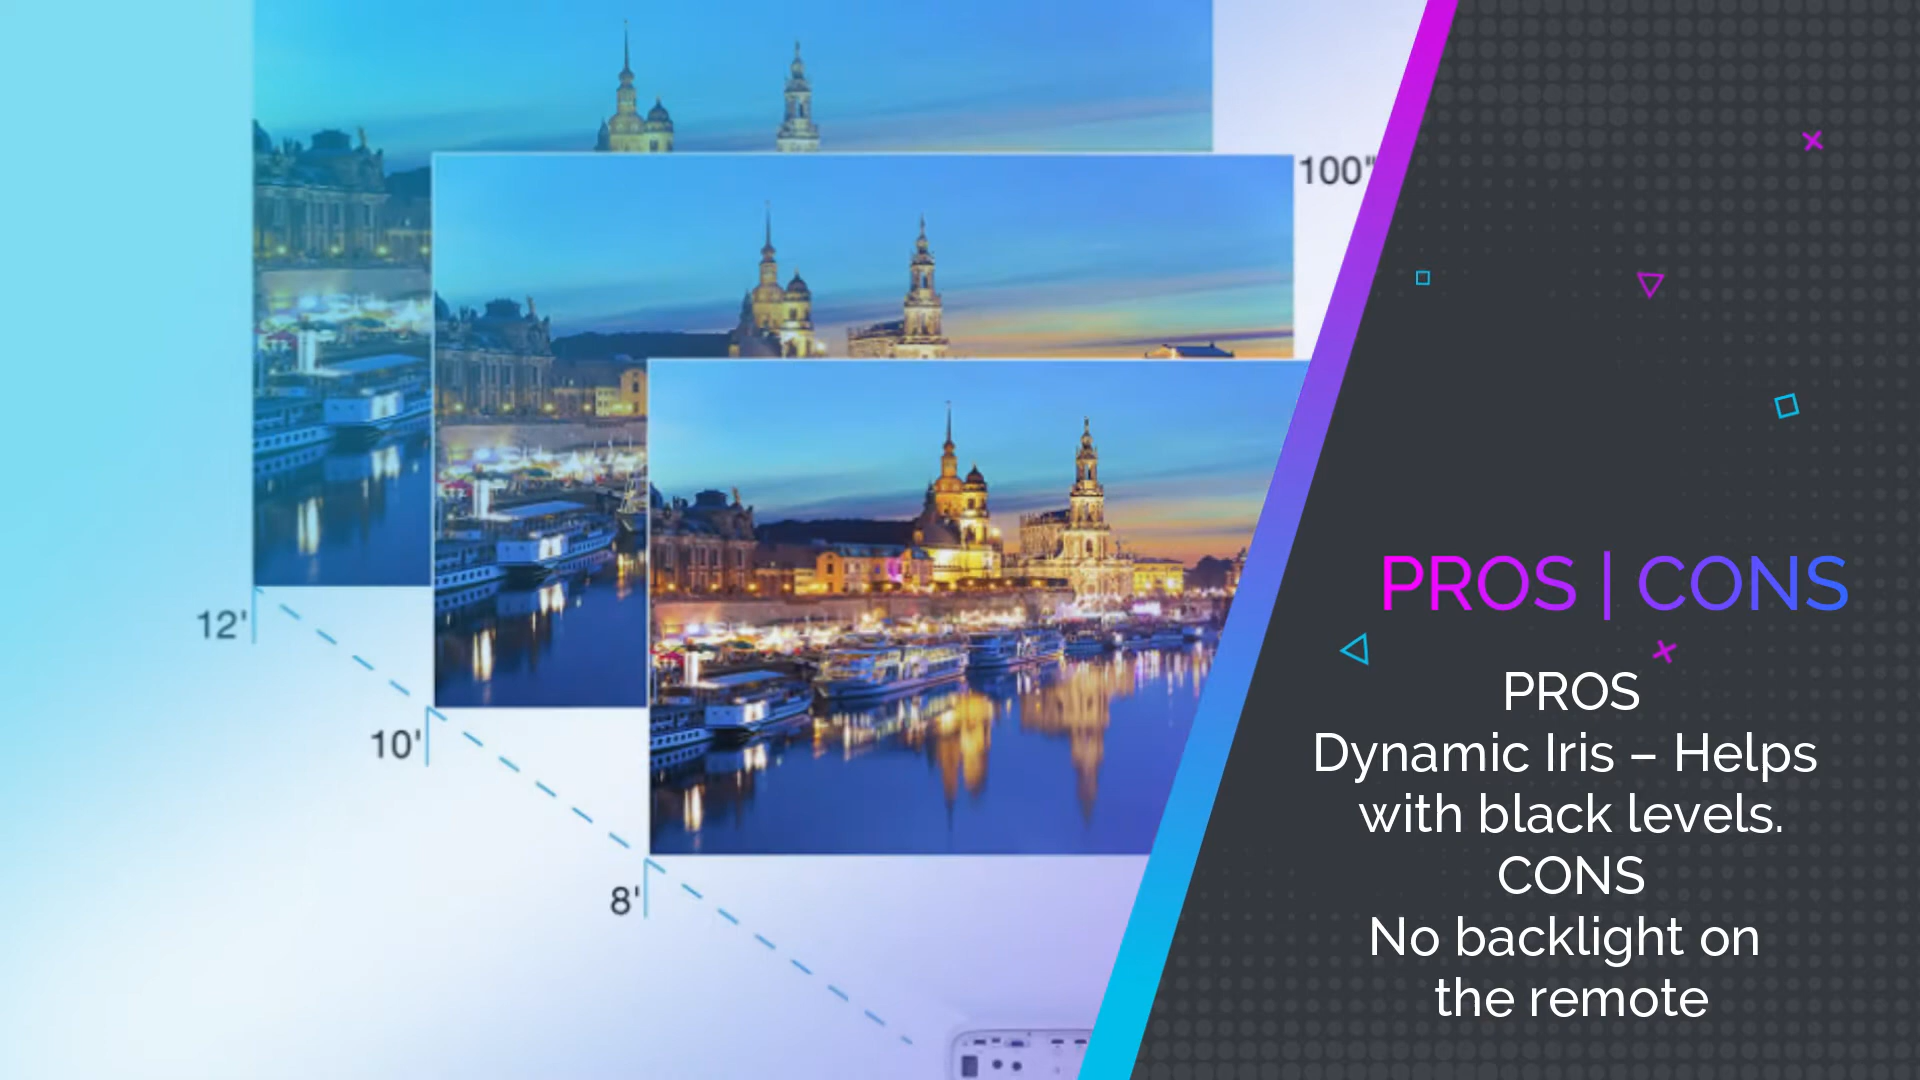 100"
12'
10'
8'
PROS | CONS
PROS
Dynamic Iris – Helps
with black levels.
CONS
No backlight on
the remote